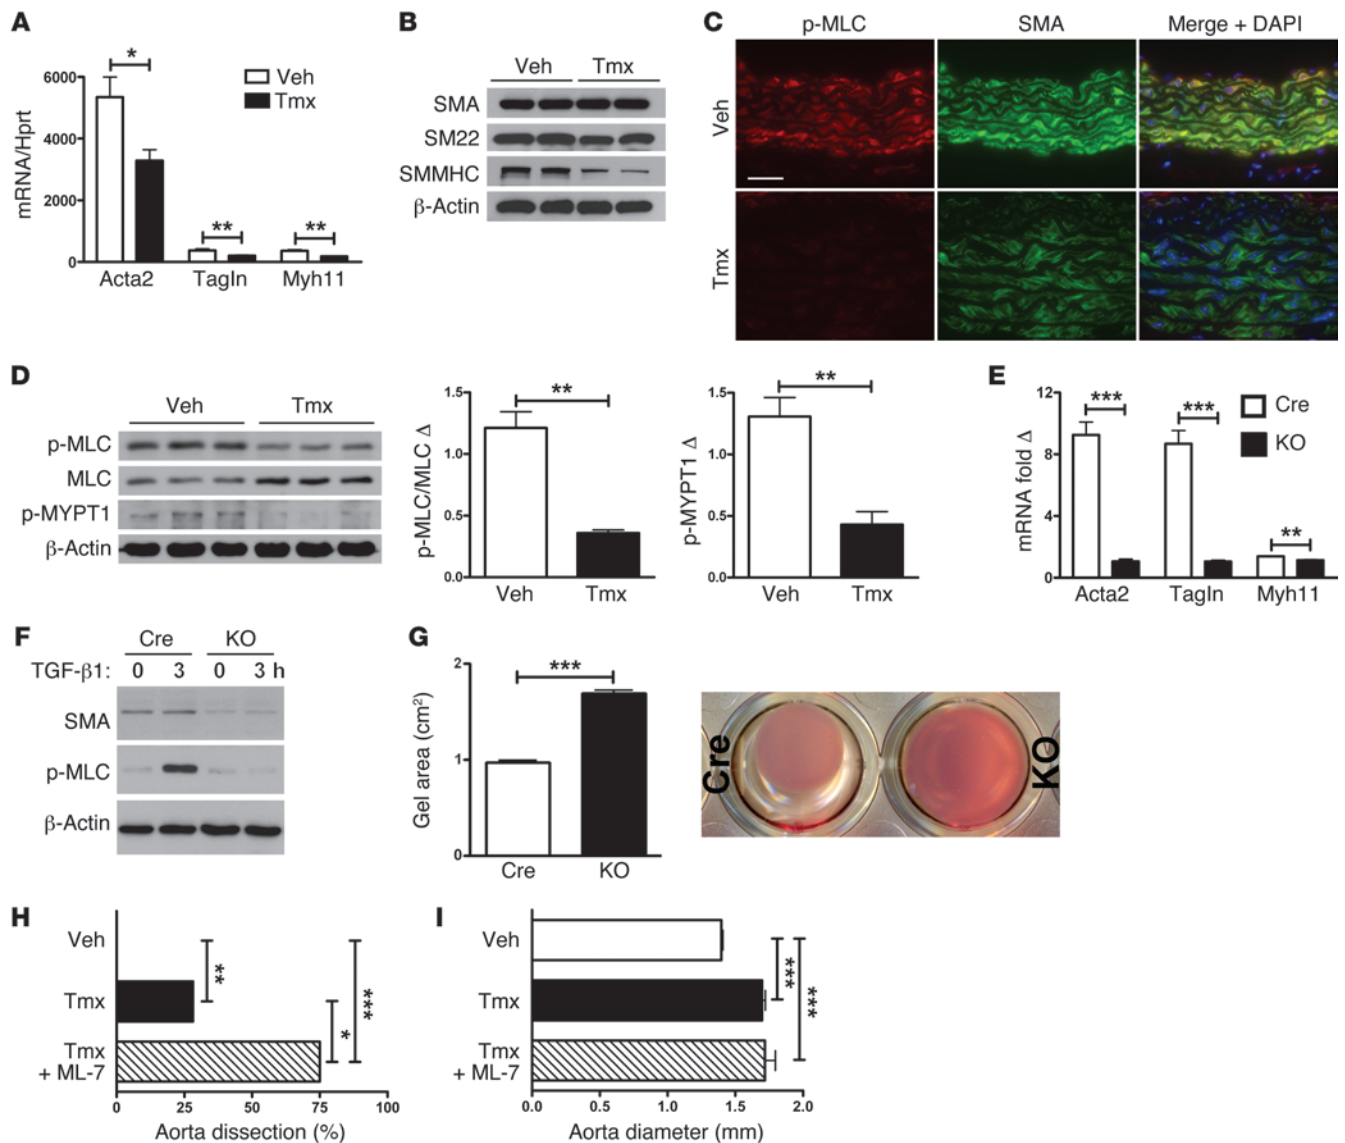 A
*
6000
4000
2000
0
mRNA/Hprt
Veh
Tmx
**
**
Acta2 Tagln Myh11
B
Veh Tmx
SMA
SM22
SMMHC
β-Actin
C
p-MLC SMA Merge + DAPI
Veh
Tmx
D
Veh Tmx
p-MLC
MLC
p-MYPT1
β-Actin
**
1.5
1.0
0.5
0.0
p-MLC/MLC Δ
Veh Tmx
**
1.5
1.0
0.5
0.0
p-MYPT1 Δ
Veh Tmx
E
12
8
4
0
mRNA fold Δ
***
***
**
Cre
KO
Acta2 Tagln Myh11
F
Cre KO
TGF-β1: 0 3 0 3 h
SMA
p-MLC
β-Actin
G
2
1
0
Gel area (cm²)
***
Cre KO
Cre
KO
H
Veh
Tmx
Tmx
+ ML-7
**
*
***
0 25 50 75 100
Aorta dissection (%)
I
Veh
Tmx
Tmx
+ ML-7
***
***
0.0 0.5 1.0 1.5 2.0
Aorta diameter (mm)